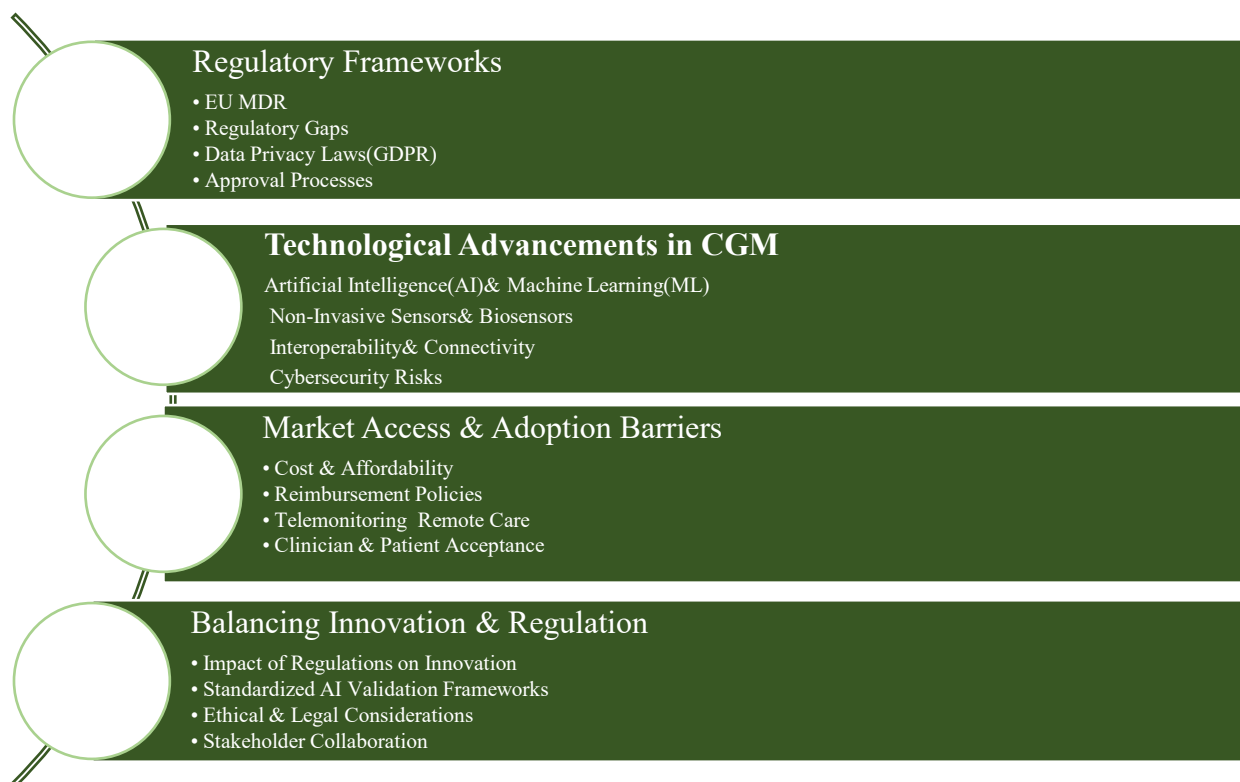 Regulatory Frameworks
• EU MDR
• Regulatory Gaps
• Data Privacy Laws(GDPR)
• Approval Processes
Technological Advancements in CGM
Artificial Intelligence(AI)& Machine Learning(ML)
Non-Invasive Sensors& Biosensors
Interoperability& Connectivity
Cybersecurity Risks
Market Access & Adoption Barriers
• Cost & Affordability
• Reimbursement Policies
• Telemonitoring  Remote Care
• Clinician & Patient Acceptance
Balancing Innovation & Regulation
• Impact of Regulations on Innovation
• Standardized AI Validation Frameworks
• Ethical & Legal Considerations
• Stakeholder Collaboration